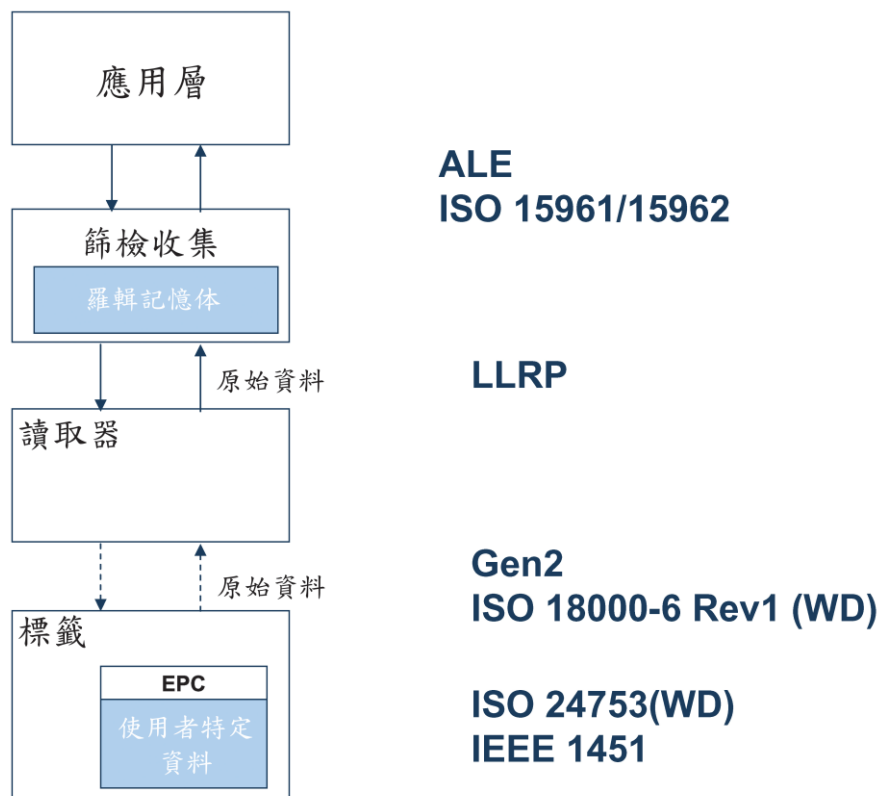 應用層
ALE
ISO 15961/15962
篩檢收集
羅輯記憶体
原始資料
LLRP
讀取器
原始資料
Gen2
ISO 18000-6 Rev1 (WD)
標籤
EPC
使用者特定
資料
ISO 24753(WD)
IEEE 1451